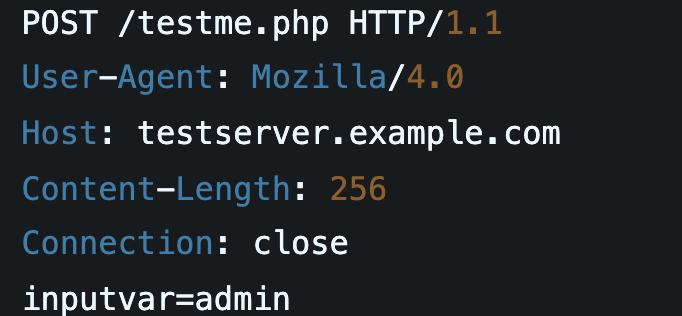 POST /testme.php HTTP/1.1
User-Agent: Mozilla/4.0
Host: testserver.example.com
Content-Length: 256
Connection: close
inputvar=admin